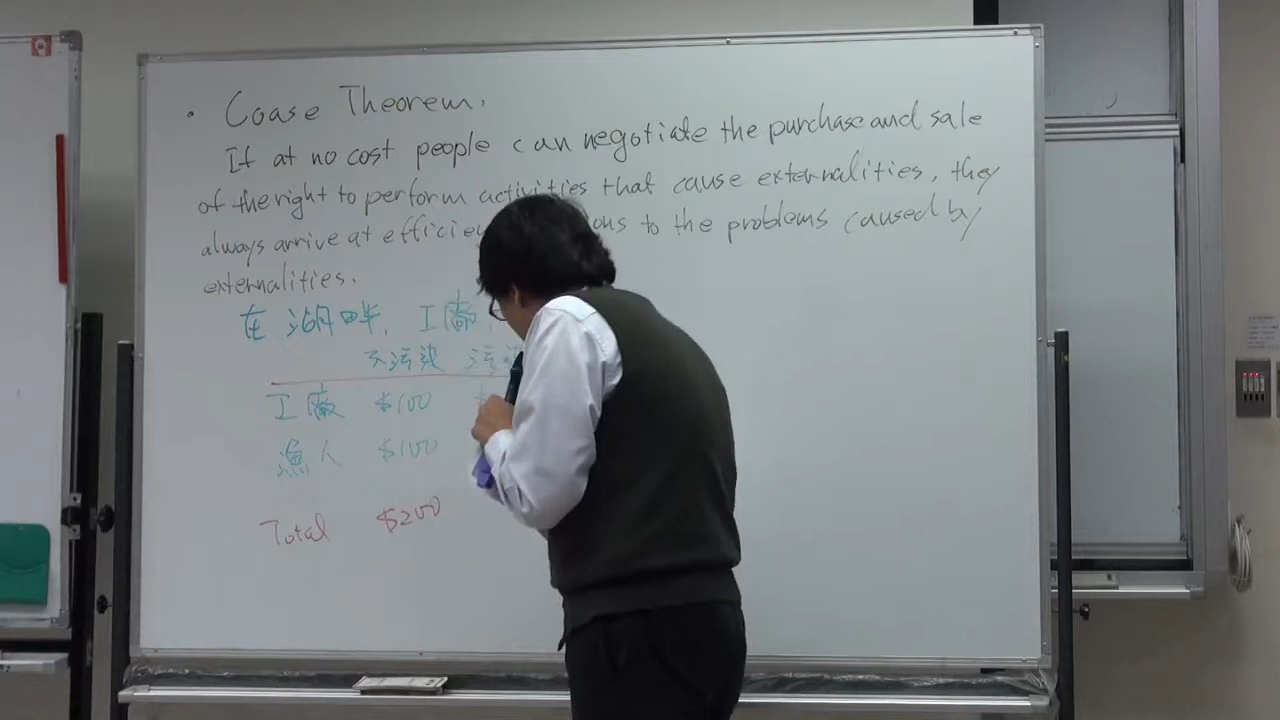 • Coase Theorem.
If at no cost people can negotiate the purchase and sale
of the right to perform activities that cause externalities, they
always arrive at to the problems caused by
externalities.
在湖畔, 工廠
不污染 污
工廠 $100
漁人 $100
Total $200